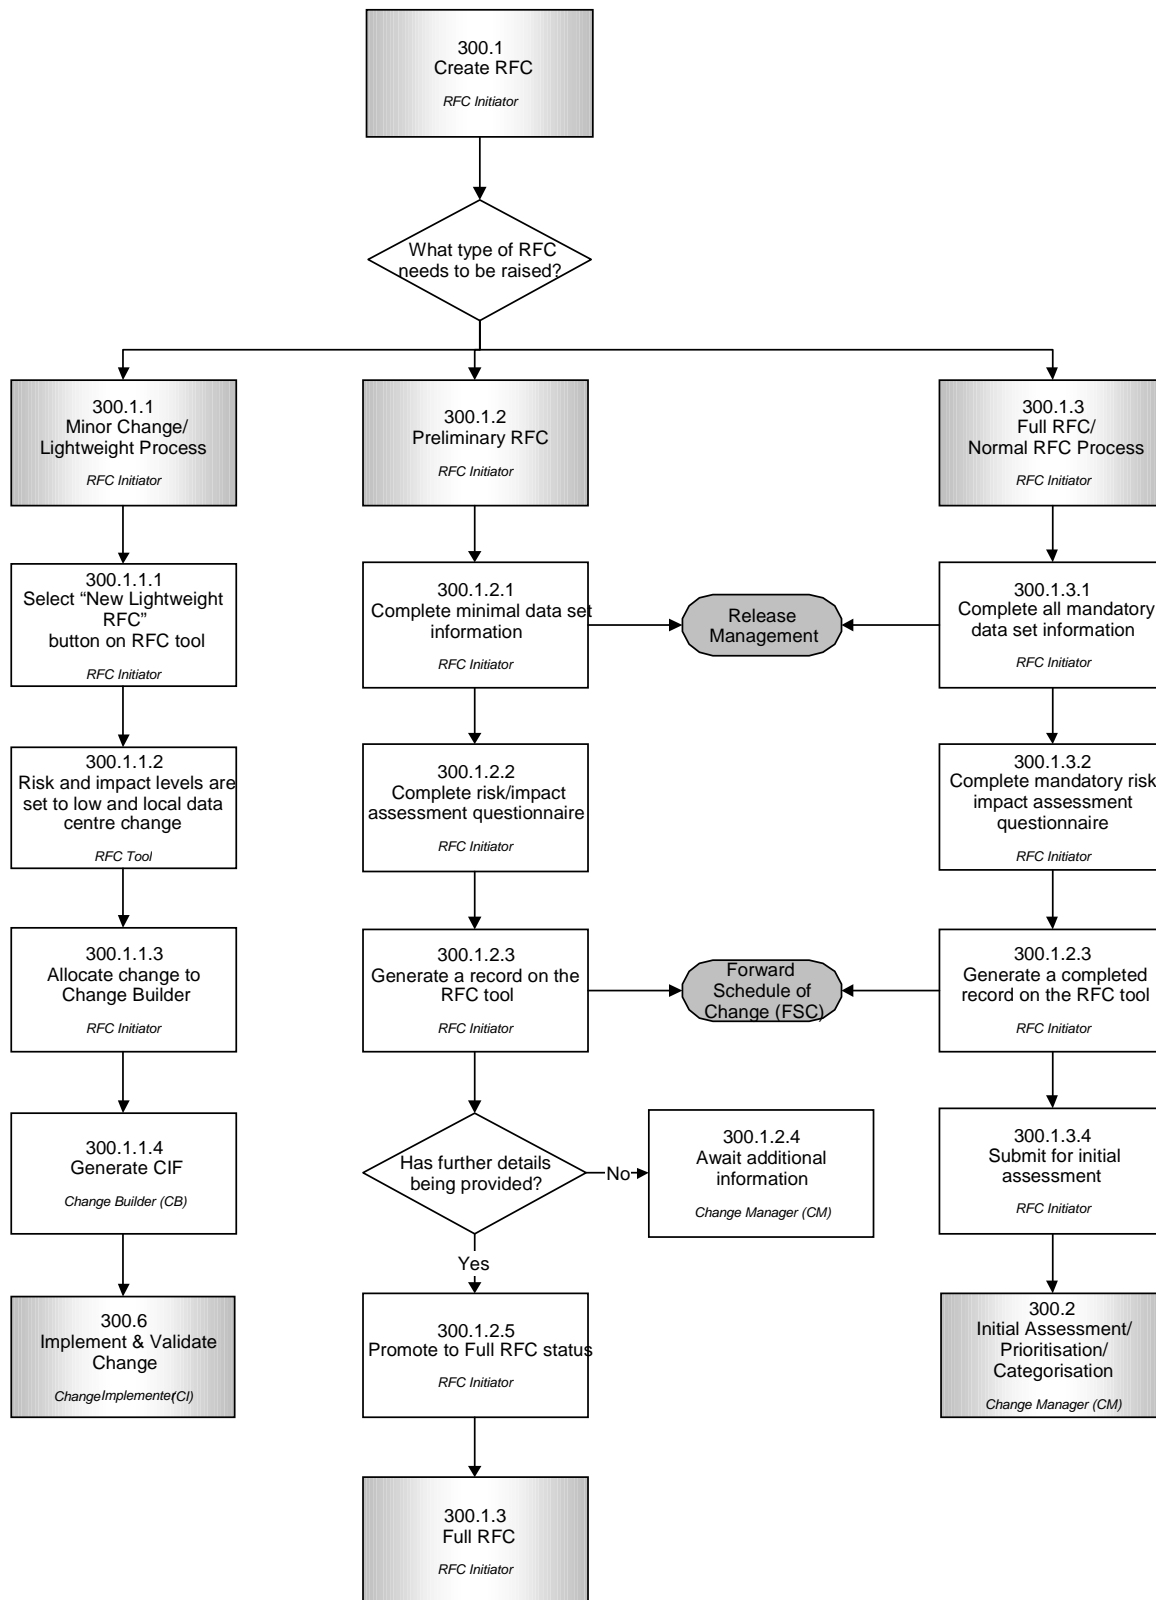 300.1
Create RFC
RFC Initiator
What type of RFC
needs to be raised?
300.1.1
Minor Change/
Lightweight Process
RFC Initiator
300.1.2
Preliminary RFC
RFC Initiator
300.1.3
Full RFC/
Normal RFC Process
RFC Initiator
300.1.1.1
Select “New Lightweight
RFC”
button on RFC tool
RFC Initiator
300.1.2.1
Complete minimal data set
information
RFC Initiator
Release
Management
300.1.3.1
Complete all mandatory
data set information
RFC Initiator
300.1.1.2
Risk and impact levels are
set to low and local data
centre change
RFC Tool
300.1.2.2
Complete risk/impact
assessment questionnaire
RFC Initiator
300.1.3.2
Complete mandatory risk
impact assessment
questionnaire
RFC Initiator
300.1.1.3
Allocate change to
Change Builder
RFC Initiator
300.1.2.3
Generate a record on the
RFC tool
RFC Initiator
Forward
Schedule of
Change (FSC)
300.1.2.3
Generate a completed
record on the RFC tool
RFC Initiator
300.1.1.4
Generate CIF
Change Builder (CB)
Has further details
being provided?
No
300.1.2.4
Await additional
information
Change Manager (CM)
300.1.3.4
Submit for initial
assessment
RFC Initiator
Yes
300.6
Implement & Validate
Change
Change Implementer (CI)
300.1.2.5
Promote to Full RFC status
RFC Initiator
300.2
Initial Assessment/
Prioritisation/
Categorisation
Change Manager (CM)
300.1.3
Full RFC
RFC Initiator